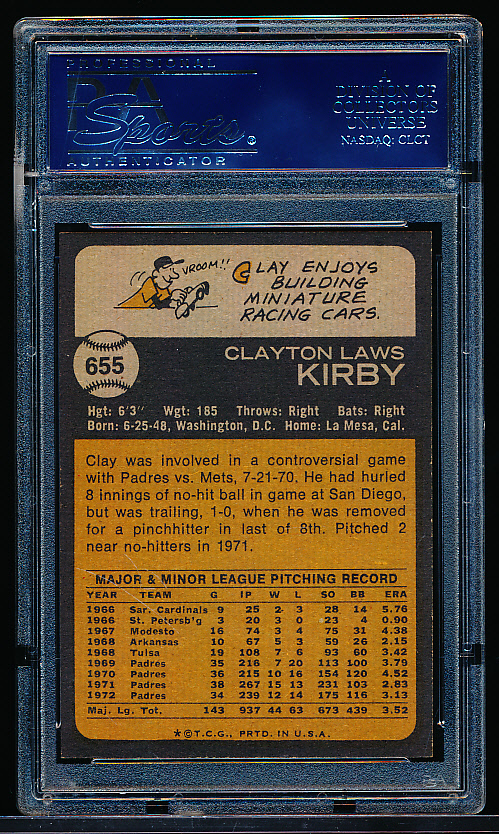 PROFESSIONAL
PSA
Sports®
AUTHENTICATOR
A
DIVISION OF
COLLECTORS
UNIVERSE
NASDAQ: CLCT
VROOM!!
CLAY ENJOYS
BUILDING
MINIATURE
RACING CARS.
655
CLAYTON LAWS
KIRBY
Hgt: 6'3" Wgt: 185 Throws: Right Bats: Right
Born: 6-25-48, Washington, D.C. Home: La Mesa, Cal.
Clay was involved in a controversial game
with Padres vs. Mets, 7-21-70. He had hurled
8 innings of no-hit ball in game at San Diego,
but was trailing, 1-0, when he was removed
for a pinchhitter in last of 8th. Pitched 2
near no-hitters in 1971.
MAJOR & MINOR LEAGUE PITCHING RECORD
YEAR TEAM G IP W L SO BB ERA
1966 Sar. Cardinals 9 25 2 3 28 14 5.76
1966 St. Petersb'g 3 20 3 0 23 4 0.90
1967 Modesto 16 74 3 4 75 31 4.38
1968 Arkansas 10 67 5 3 59 26 2.15
1968 Tulsa 19 108 7 6 93 60 3.42
1969 Padres 35 216 7 20 113 100 3.79
1970 Padres 36 215 10 16 154 120 4.52
1971 Padres 38 267 15 13 231 103 2.83
1972 Padres 34 239 12 14 175 116 3.13
Maj. Lg. Tot. 143 937 44 63 673 439 3.52
★©T.C.G., PRTD. IN U.S.A.